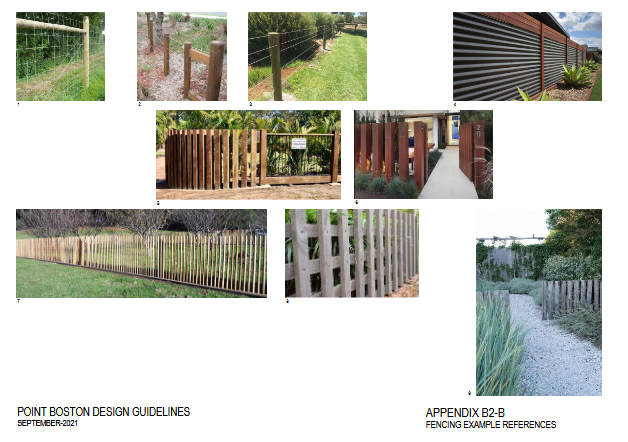 1
2
3
4
5
6
20
7
8
9
POINT BOSTON DESIGN GUIDELINES
SEPTEMBER-2021
APPENDIX B2-B
FENCING EXAMPLE REFERENCES